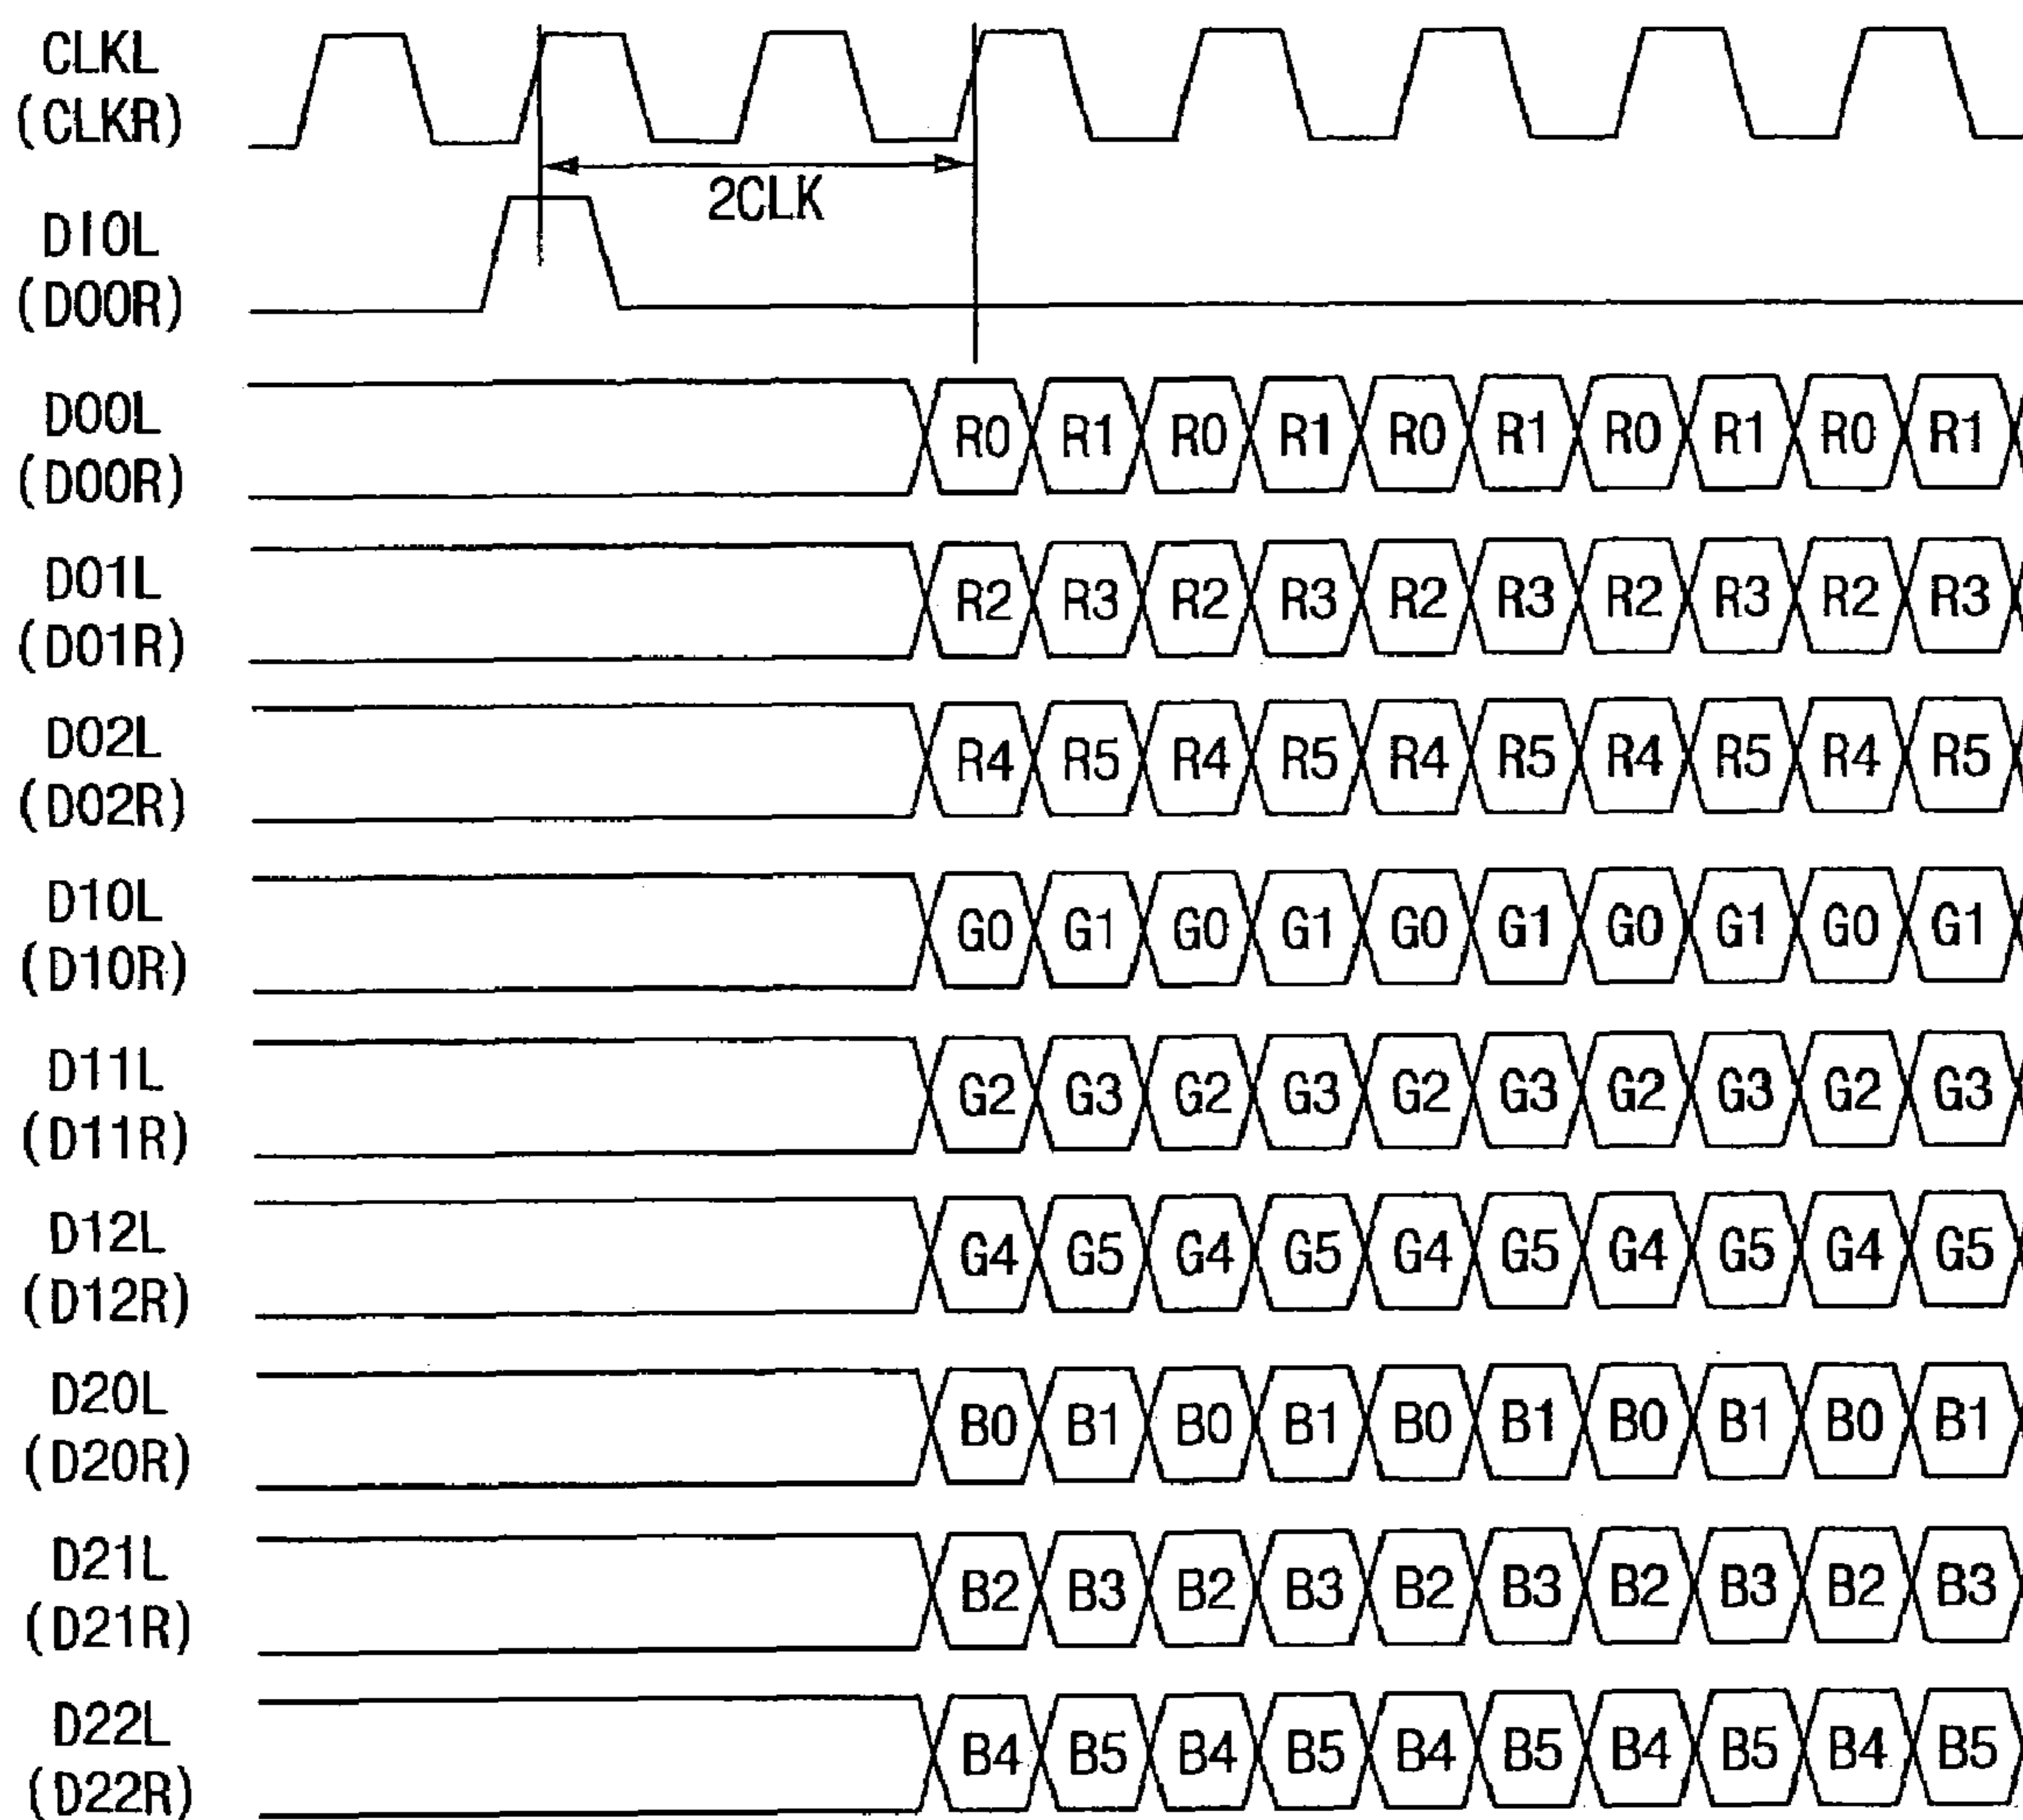 CLKL
(CLKR)
2CLK
DI0L
(D00R)
D00L
(D00R)
R0 R1 R0 R1 R0 R1 R0 R1 R0 R1
D01L
(D01R)
R2 R3 R2 R3 R2 R3 R2 R3 R2 R3
D02L
(D02R)
R4 R5 R4 R5 R4 R5 R4 R5 R4 R5
D10L
(D10R)
G0 G1 G0 G1 G0 G1 G0 G1 G0 G1
D11L
(D11R)
G2 G3 G2 G3 G2 G3 G2 G3 G2 G3
D12L
(D12R)
G4 G5 G4 G5 G4 G5 G4 G5 G4 G5
D20L
(D20R)
B0 B1 B0 B1 B0 B1 B0 B1 B0 B1
D21L
(D21R)
B2 B3 B2 B3 B2 B3 B2 B3 B2 B3
D22L
(D22R)
B4 B5 B4 B5 B4 B5 B4 B5 B4 B5